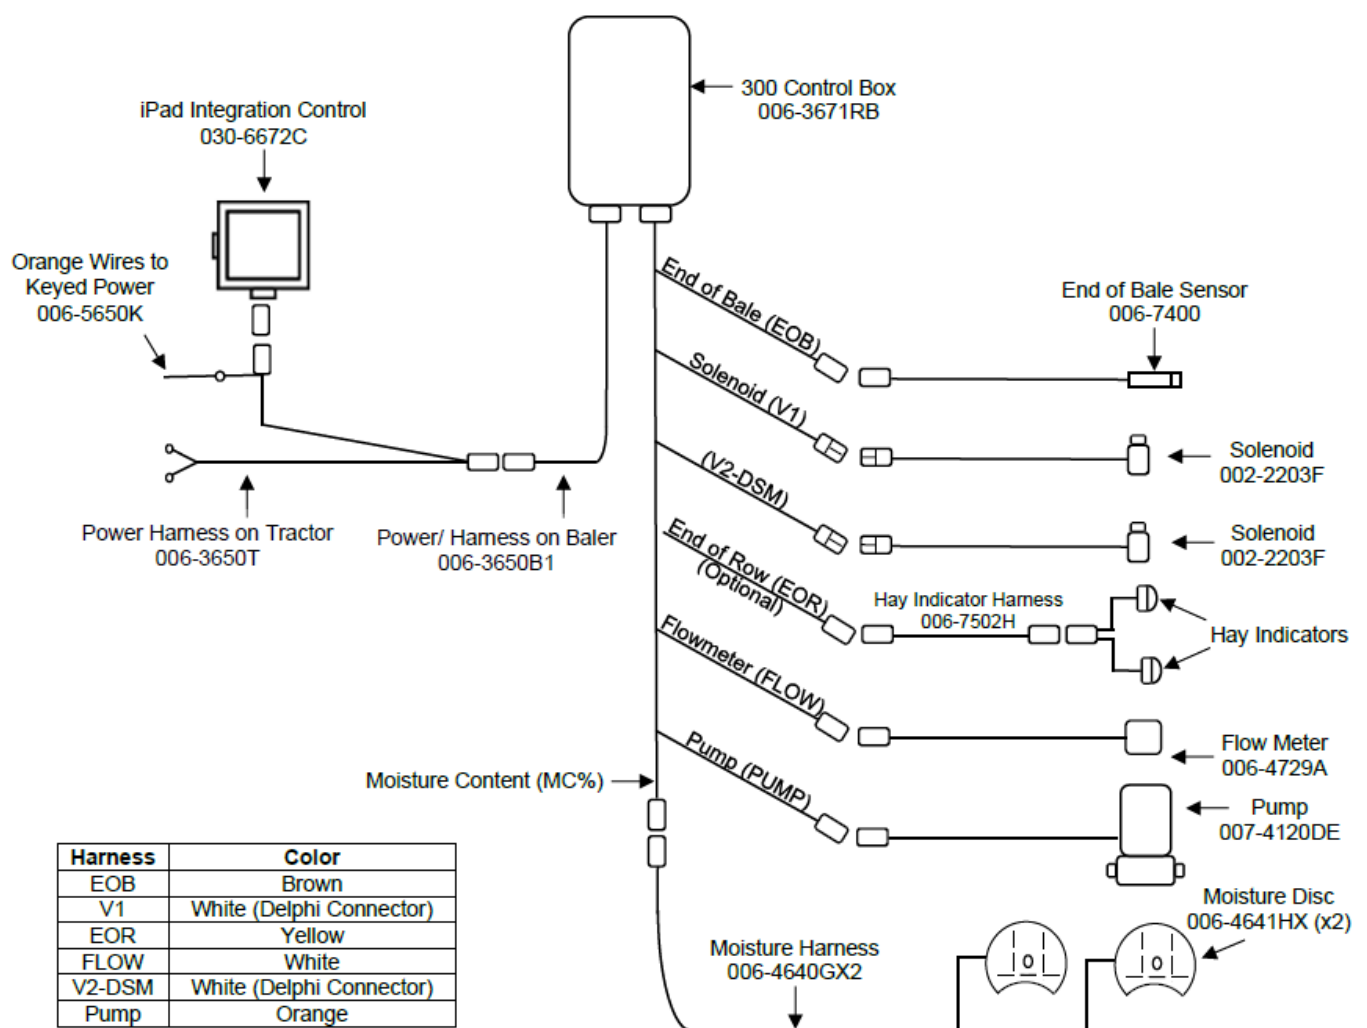 300 Control Box
006-3671RB
iPad Integration Control
030-6672C
Orange Wires to
Keyed Power
006-5650K
End of Bale (EOB)
End of Bale Sensor
006-7400
Solenoid (V1)
Solenoid
002-2203F
(V2-DSM)
Solenoid
002-2203F
Power Harness on Tractor
006-3650T
Power/ Harness on Baler
006-3650B1
End of Row (EOR)
(Optional)
Hay Indicator Harness
006-7502H
Hay Indicators
Flowmeter (FLOW)
Flow Meter
006-4729A
Pump (PUMP)
Pump
007-4120DE
Moisture Content (MC%)
Harness Color
EOB Brown
V1 White (Delphi Connector)
EOR Yellow
FLOW White
V2-DSM White (Delphi Connector)
Pump Orange
Moisture Disc
006-4641HX (x2)
Moisture Harness
006-4640GX2